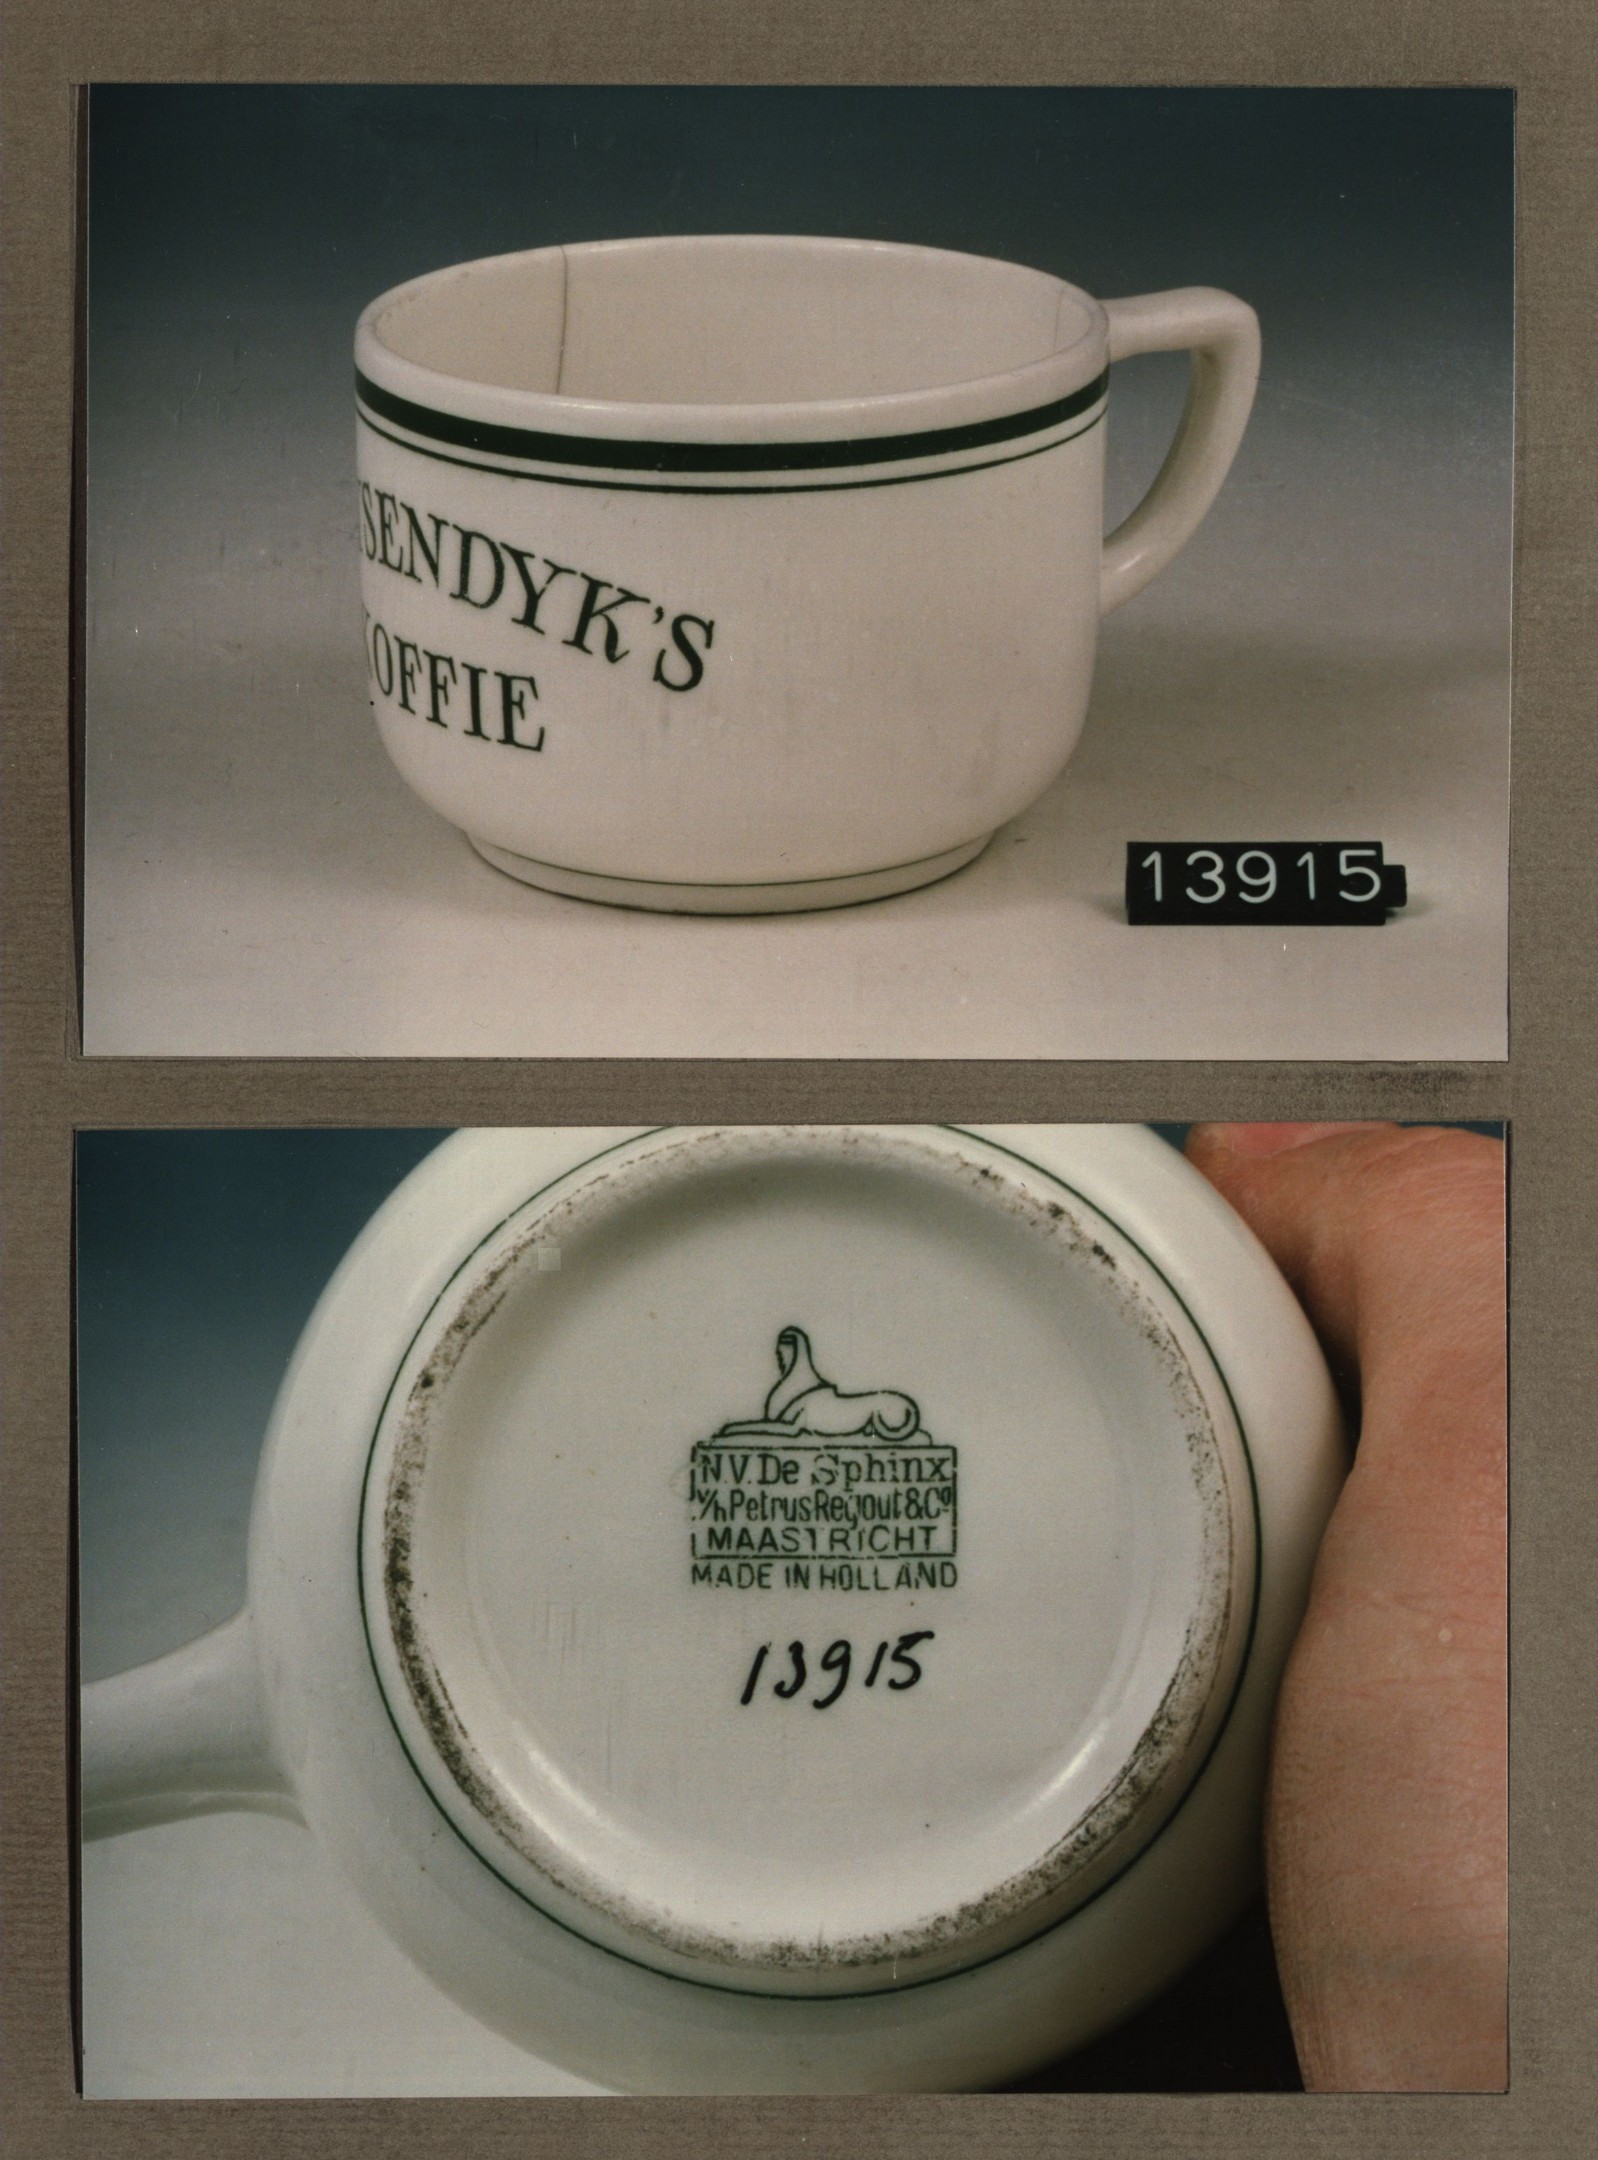 SENDYK'S
KOFFIE
13915
N.V. De Sphinx
v/h Petrus Regout & Co
MAASTRICHT
MADE IN HOLLAND
13915